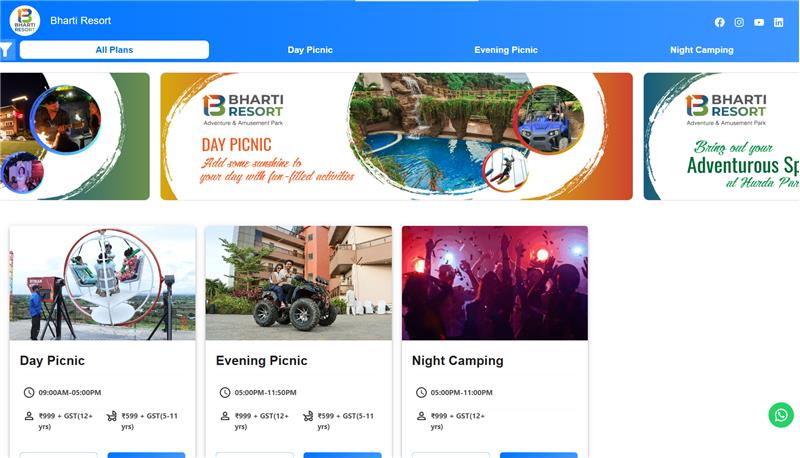 BHARTI
RESORT
Bharti Resort
All Plans
Day Picnic
Evening Picnic
Night Camping
BHARTI
RESORT
Adventure & Amusement Park
DAY PICNIC
Add some sunshine to
your day with fun-filled activities
BHARTI
RESORT
Adventure & Amusement Park
Bring out your
Adventurous Sp
at Hurda Par
Day Picnic
09:00AM-05:00PM
₹999 + GST(12+
yrs)
₹599 + GST(5-11
yrs)
Evening Picnic
05:00PM-11:50PM
₹999 + GST(12+
yrs)
₹599 + GST(5-11
yrs)
Night Camping
05:00PM-11:00PM
₹999 + GST(12+
yrs)